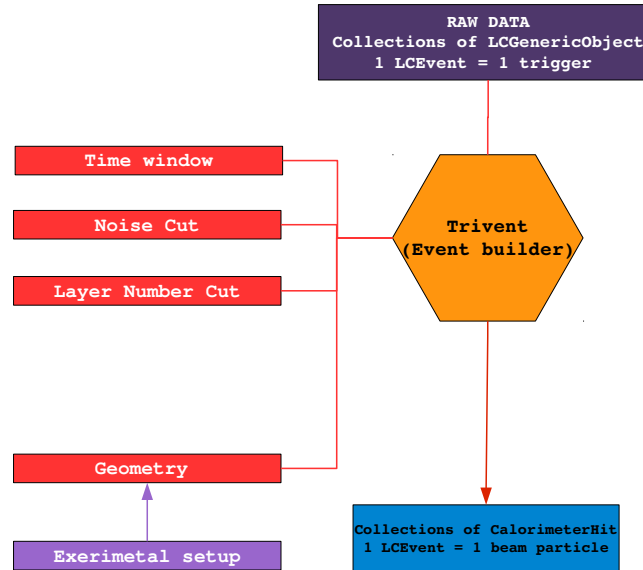 RAW DATA
Collections of LCGenericObject
1 LCEvent = 1 trigger
Time window
Noise Cut
Layer Number Cut
Trivent
(Event builder)
Geometry
Exerimetal setup
Collections of CalorimeterHit
1 LCEvent = 1 beam particle